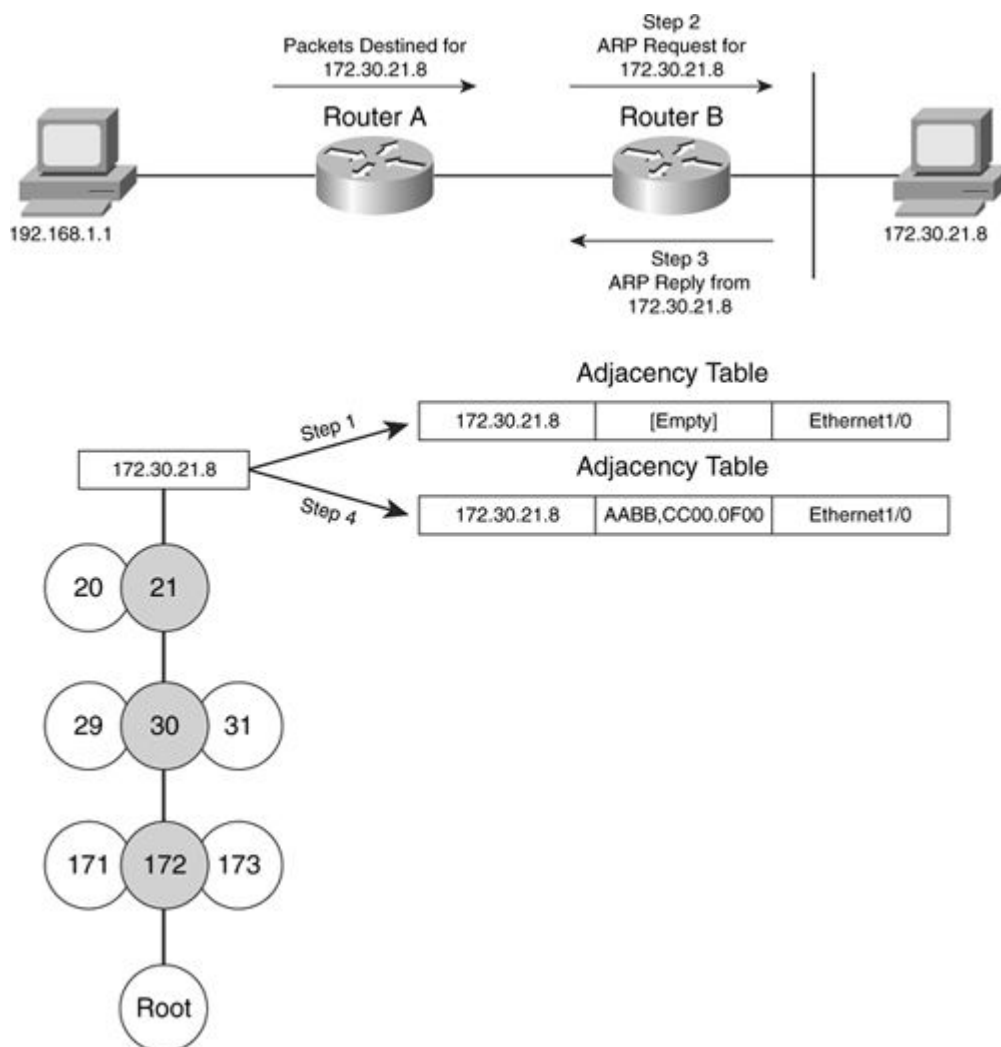 Packets Destined for
172.30.21.8
Step 2
ARP Request for
172.30.21.8
Router A
Router B
192.168.1.1
172.30.21.8
Step 3
ARP Reply from
172.30.21.8
Adjacency Table
172.30.21.8 [Empty] Ethernet1/0
Step 1
172.30.21.8
Adjacency Table
Step 4
172.30.21.8 AABB,CC00.0F00 Ethernet1/0
20 21
29 30 31
171 172 173
Root